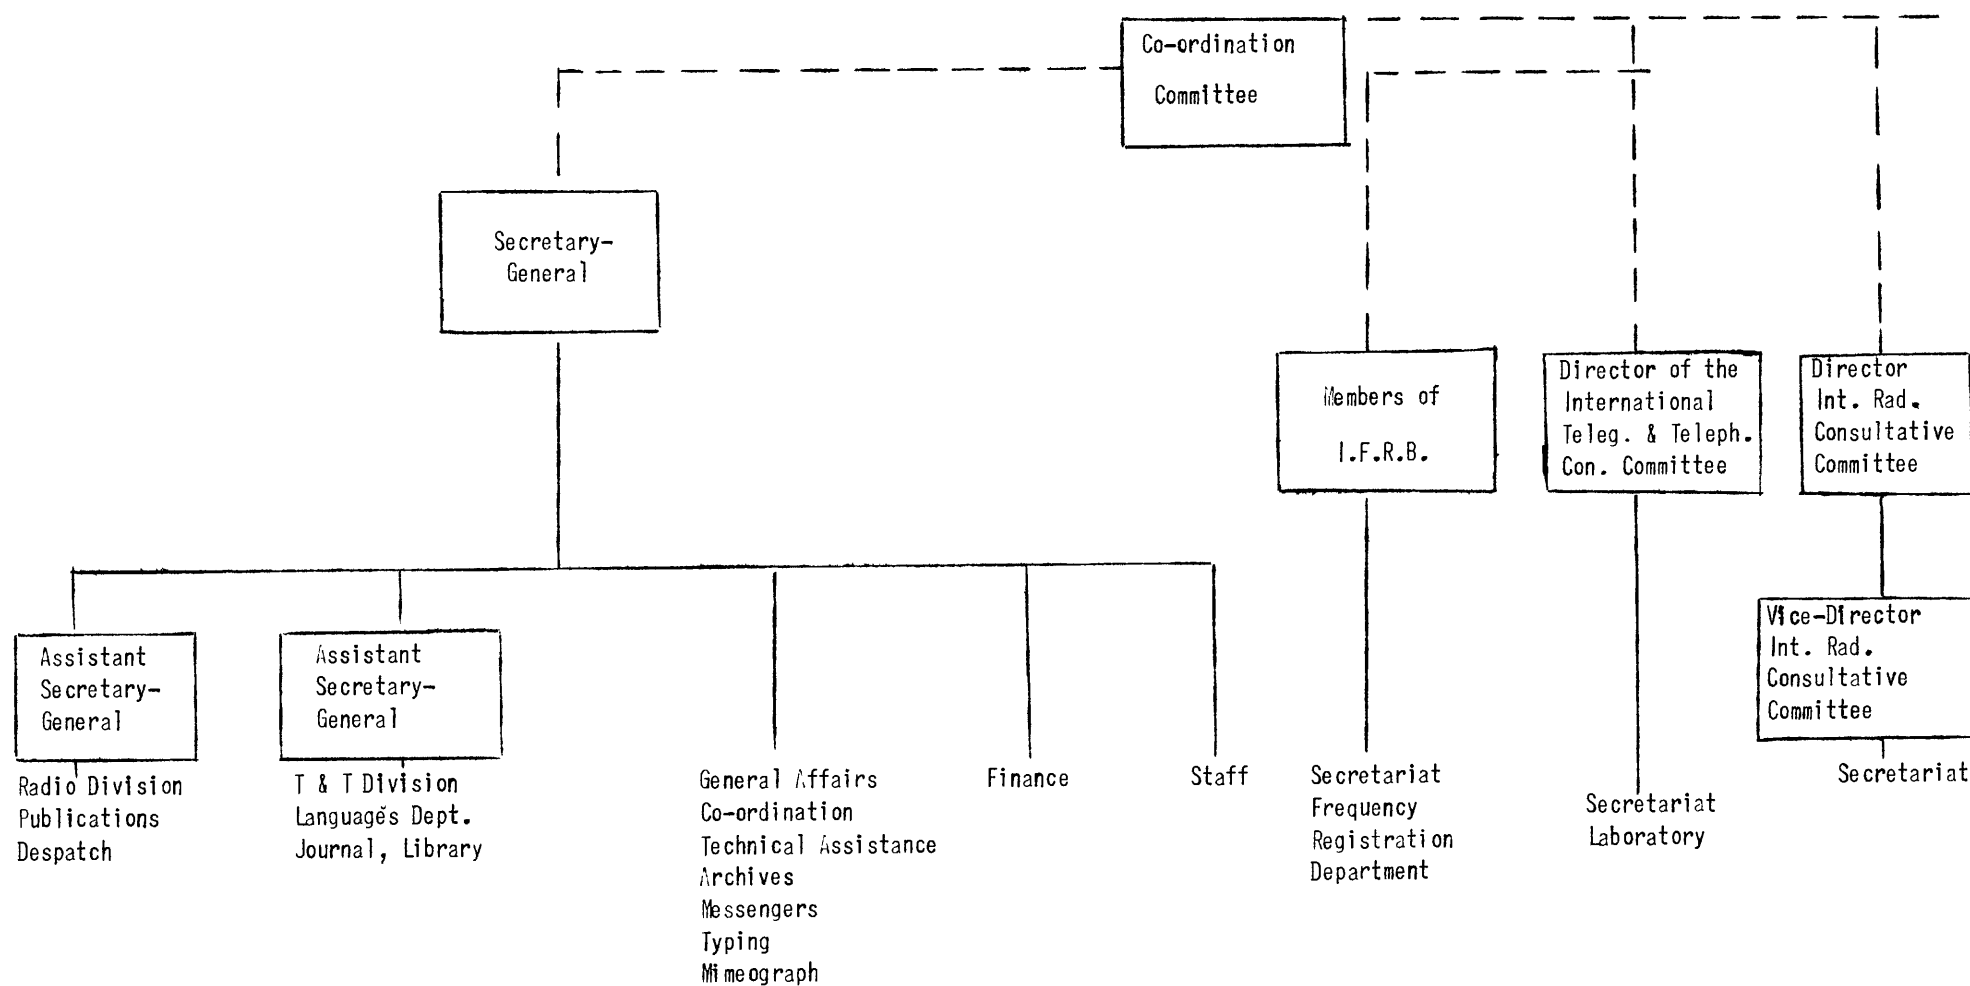 Co-ordination
Committee
Secretary-
General
Members of
I.F.R.B.
Director of the
International
Teleg. & Teleph.
Con. Committee
Director
Int. Rad.
Consultative
Committee
Vice-Director
Int. Rad.
Consultative
Committee
Assistant
Secretary-
General
Assistant
Secretary-
General
Radio Division
Publications
Despatch
T & T Division
Languages Dept.
Journal, Library
General Affairs
Co-ordination
Technical Assistance
Archives
Messengers
Typing
Mimeograph
Finance
Staff
Secretariat
Frequency
Registration
Department
Secretariat
Laboratory
Secretariat